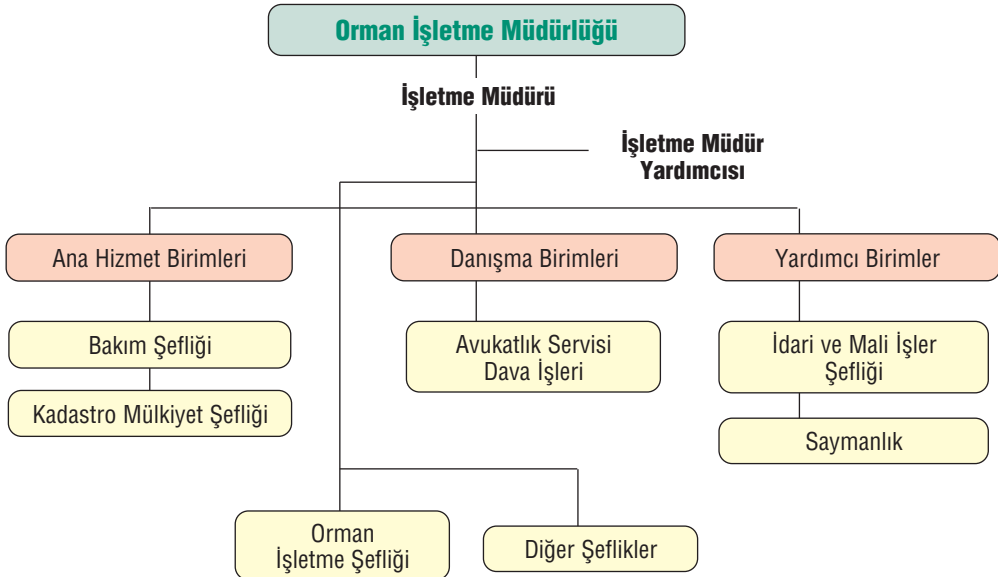 Orman İşletme Müdürlüğü
İşletme Müdürü
İşletme Müdür
Yardımcısı
Ana Hizmet Birimleri
Danışma Birimleri
Yardımcı Birimler
Bakım Şefliği
Avukatlık Servisi
Dava İşleri
İdari ve Mali İşler
Şefliği
Kadastro Mülkiyet Şefliği
Saymanlık
Orman
İşletme Şefliği
Diğer Şeflikler